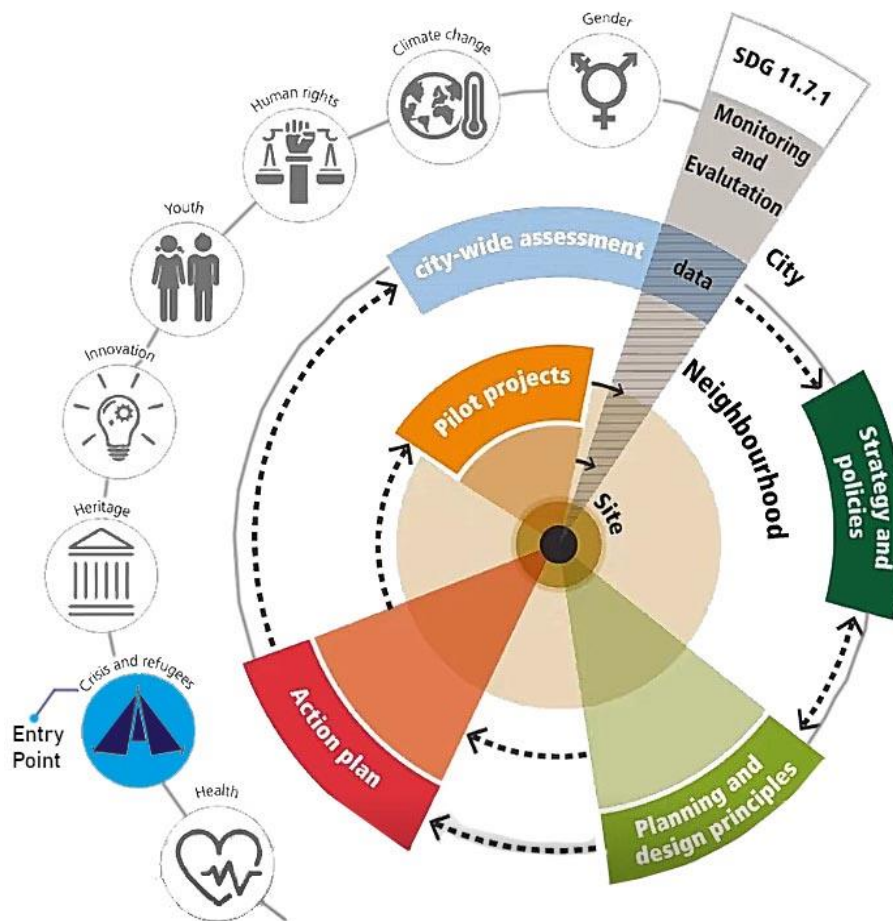 Gender
Climate change
Human rights
Youth
Innovation
Heritage
Crisis and refugees
Entry
Point
Health
SDG 11.7.1
Monitoring
and
Evalutation
data
City
Neighbourhood
Site
city-wide assessment
Pilot projects
Strategy and
policies
Planning and
design principles
Action plan